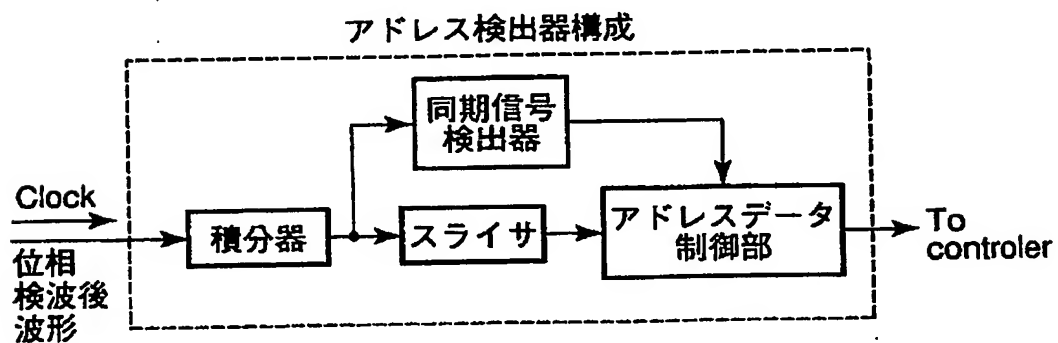 アドレス検出器構成
同期信号
検出器
Clock
積分器
スライサ
アドレスデータ
制御部
To
controler
位相
検波後
波形